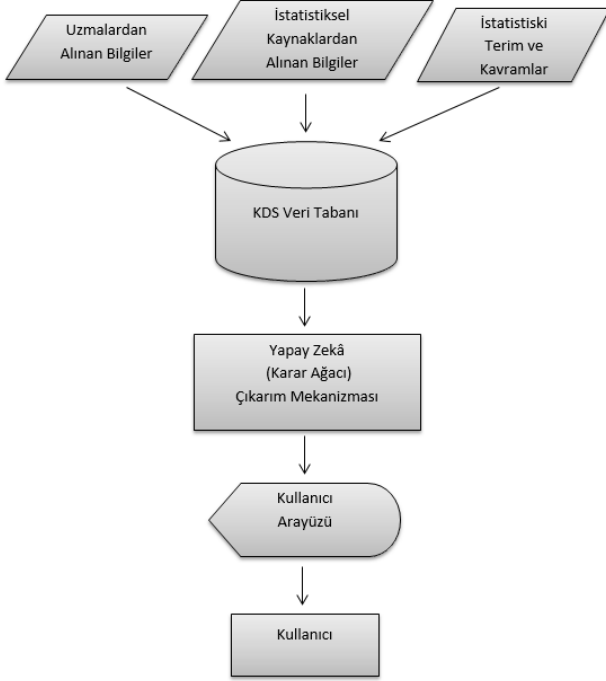 Uzmalardan
Alınan Bilgiler
İstatistiksel
Kaynaklardan
Alınan Bilgiler
İstatistiski
Terim ve
Kavramlar
KDS Veri Tabanı
Yapay Zekâ
(Karar Ağacı)
Çıkarım Mekanizması
Kullanıcı
Arayüzü
Kullanıcı